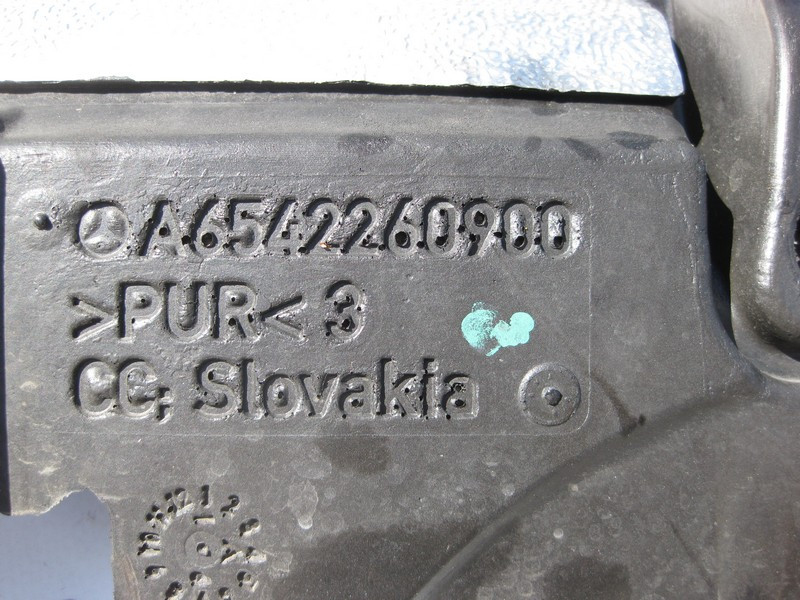 A6542260900
>PUR< 3
CC; Slovakia